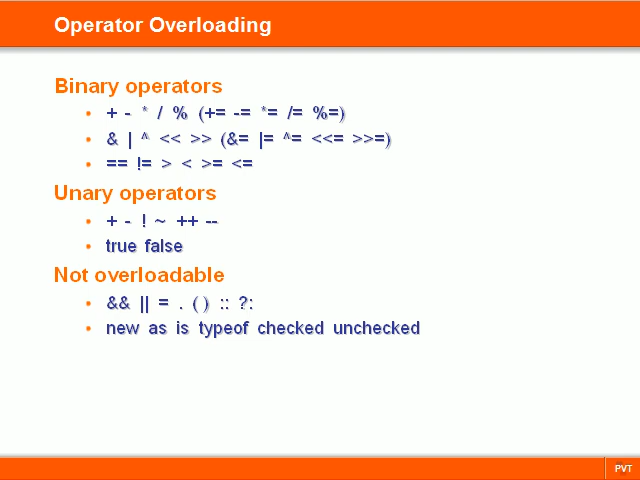 Operator Overloading
Binary operators
• + - * / % (+= -= *= /= %=)
• & | ^ << >> (&= |= ^= <<= >>=)
• == != > < >= <=
Unary operators
• + - ! ~ ++ --
• true false
Not overloadable
• && || = . ( ) :: ?:
• new as is typeof checked unchecked
PVT